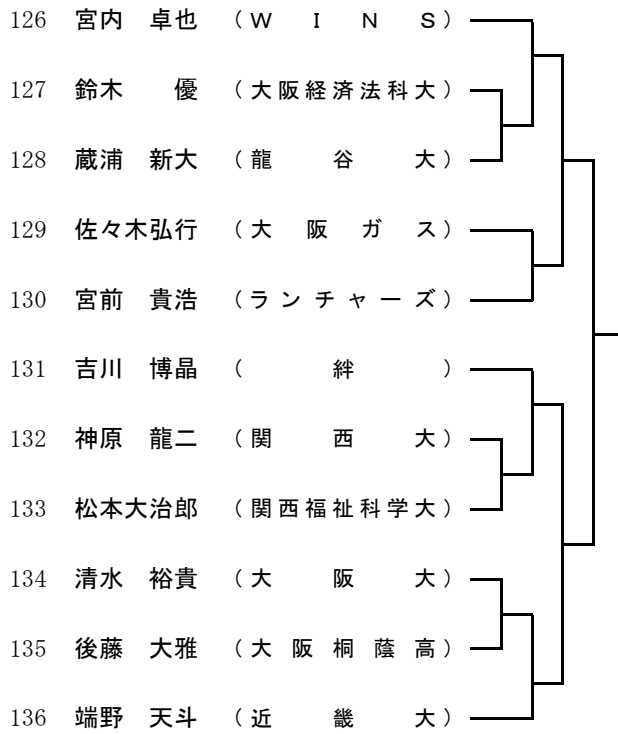 126 宮内 卓也 （W I N S）
127 鈴木 優 （大阪経済法科大）
128 蔵浦 新大 （龍谷大）
129 佐々木弘行 （大阪ガス）
130 宮前 貴浩 （ランチャーズ）
131 吉川 博晶 （絆）
132 神原 龍二 （関西大）
133 松本大治郎 （関西福祉科学大）
134 清水 裕貴 （大阪大）
135 後藤 大雅 （大阪桐蔭高）
136 端野 天斗 （近畿大）